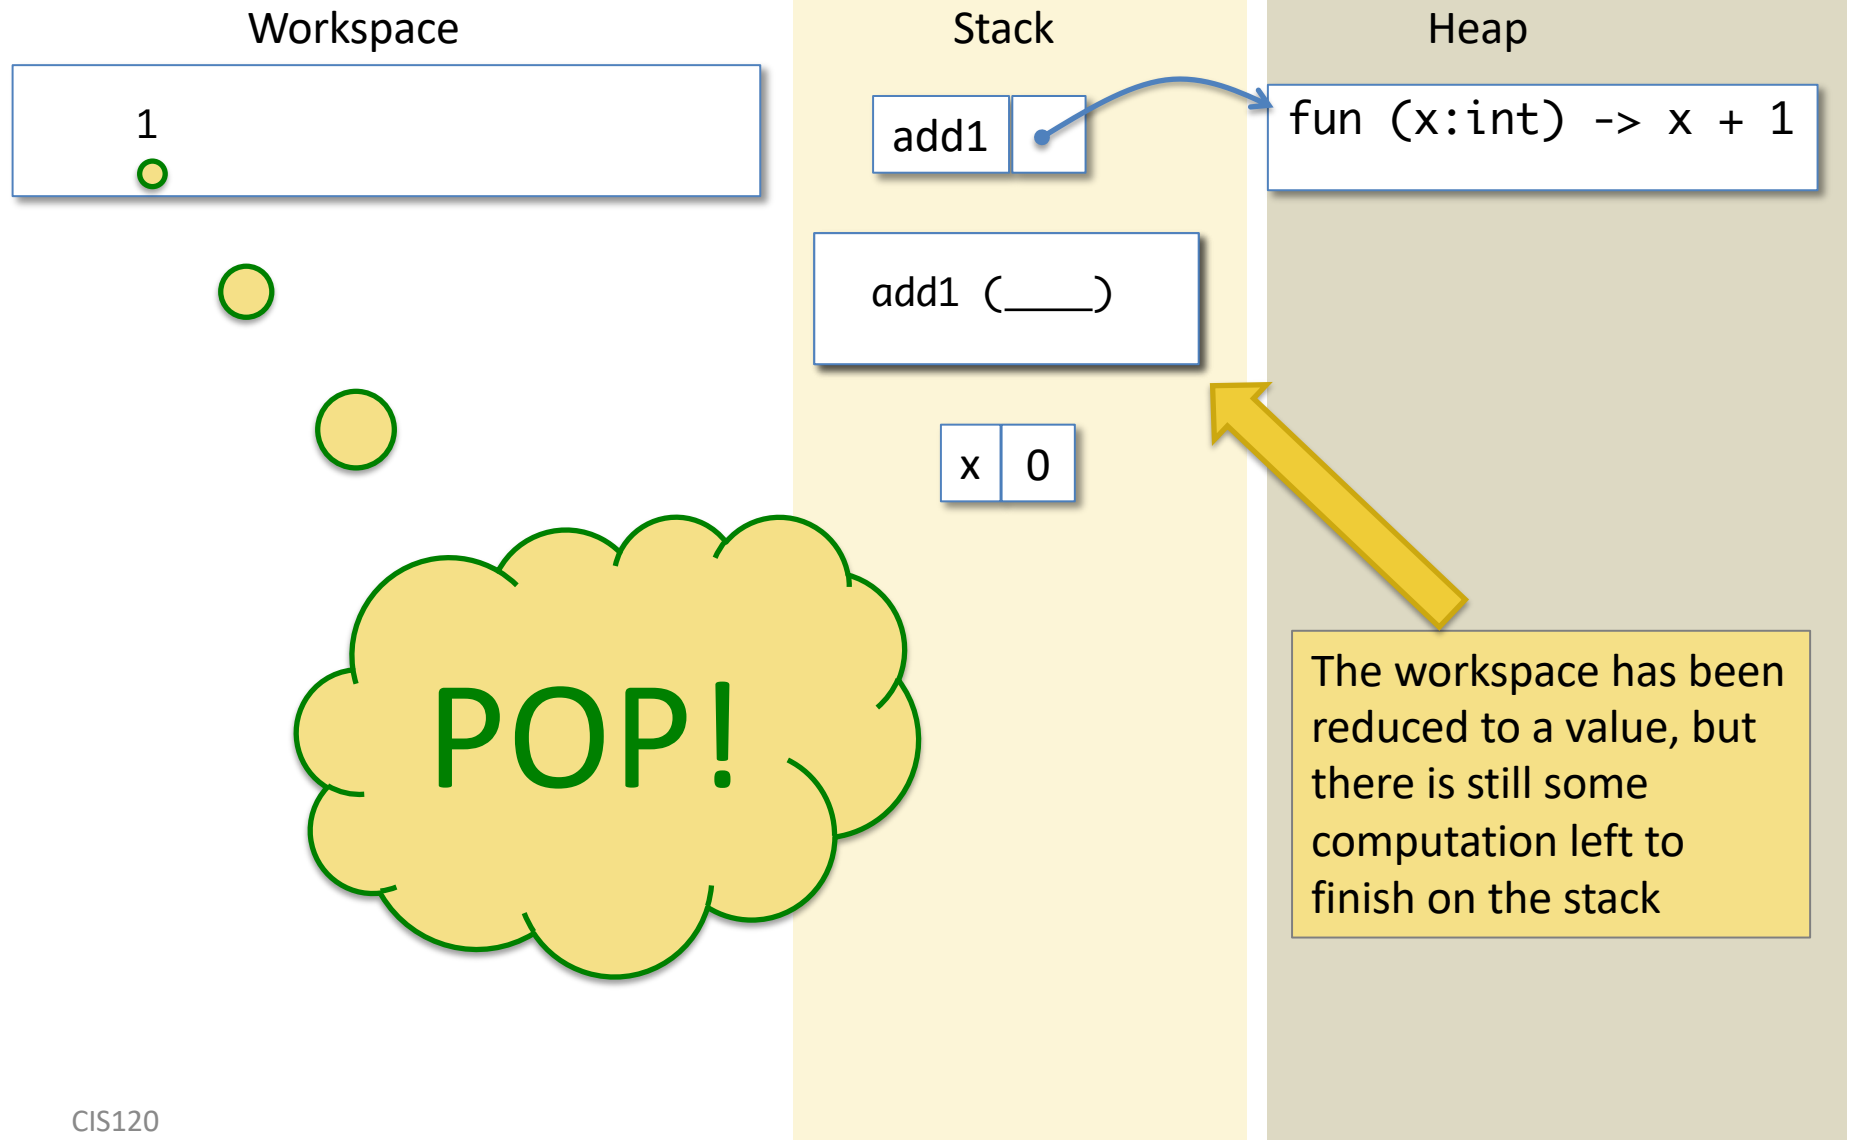 Workspace
Stack
Heap
1
add1
fun (x:int) -> x + 1
add1 (____)
x 0
POP!
The workspace has been
reduced to a value, but
there is still some
computation left to
finish on the stack
CIS120